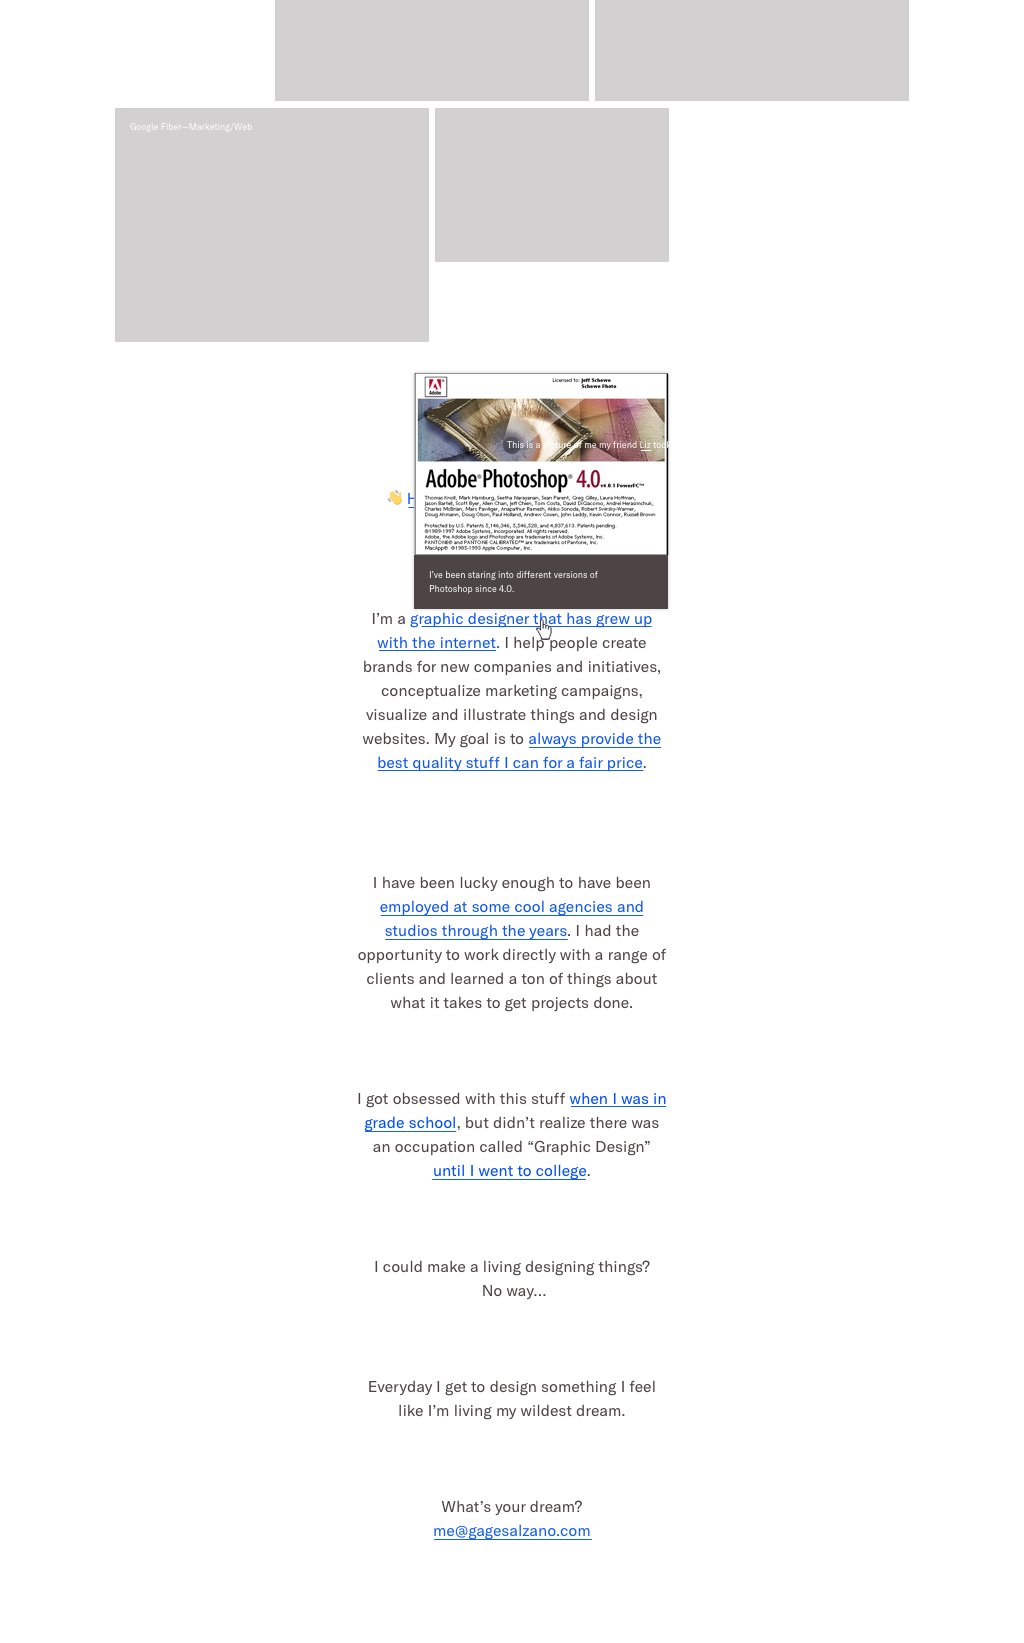 Google Fiber—Marketing/Web
Adobe
Licensed to: Jeff Schewe
Schewe Photo
This is a picture of me my friend Liz took
Adobe® Photoshop® 4.0 v4.0.1 PowerPC™
👋 H
Thomas Knoll, Mark Hamburg, Seetha Narayanan, Sean Parent, Greg Gilley, Laura Hoffman,
Jason Bartell, Scott Byer, Allen Chan, Jeff Chien, Tom Costa, David DiGiacomo, Andrei Herasimchuk,
Charles McBrian, Marc Pawliger, Anapathur Ramesh, Akiko Sonoda, Robert Svirsky-Warner,
Doug Ahmann, Doug Olson, Paul Holland, Andrew Coven, John Leddy, Kevin Connor, Russell Brown
Protected by U.S. Patents 5,146,346, 5,546,528, and 4,837,613. Patents pending.
©1989-1997 Adobe Systems, Incorporated. All rights reserved.
Adobe, the Adobe logo and Photoshop are trademarks of Adobe Systems, Inc.
PANTONE® and PANTONE CALIBRATED™ are trademarks of Pantone, Inc.
MacApp® ©1985-1993 Apple Computer, Inc.
I've been staring into different versions of
Photoshop since 4.0.
I'm a graphic designer that has grew up
with the internet. I help people create
brands for new companies and initiatives,
conceptualize marketing campaigns,
visualize and illustrate things and design
websites. My goal is to always provide the
best quality stuff I can for a fair price.
I have been lucky enough to have been
employed at some cool agencies and
studios through the years. I had the
opportunity to work directly with a range of
clients and learned a ton of things about
what it takes to get projects done.
I got obsessed with this stuff when I was in
grade school, but didn't realize there was
an occupation called “Graphic Design”
until I went to college.
I could make a living designing things?
No way...
Everyday I get to design something I feel
like I'm living my wildest dream.
What's your dream?
me@gagesalzano.com